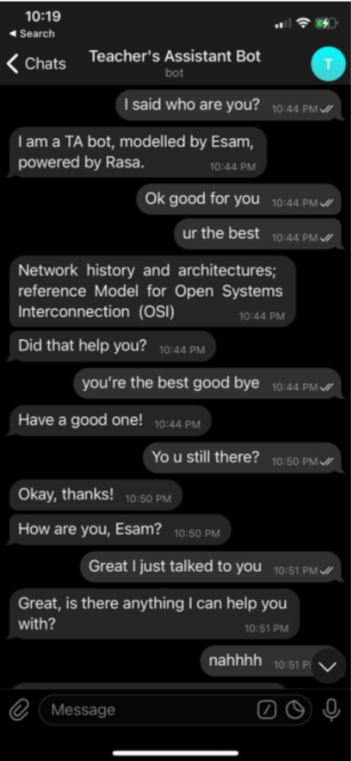 10:19
◀ Search
Chats
Teacher's Assistant Bot
bot
T
I said who are you? 10:44 PM
I am a TA bot, modelled by Esam,
powered by Rasa. 10:44 PM
Ok good for you 10:44 PM
ur the best 10:44 PM
Network history and architectures;
reference Model for Open Systems
Interconnection (OSI) 10:44 PM
Did that help you? 10:44 PM
you're the best good bye 10:44 PM
Have a good one! 10:44 PM
Yo u still there? 10:50 PM
Okay, thanks! 10:50 PM
How are you, Esam? 10:50 PM
Great I just talked to you 10:51 PM
Great, is there anything I can help you
with? 10:51 PM
nahhhh 10:51 P
Message